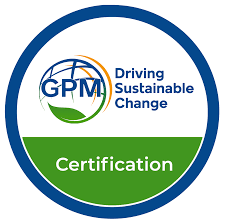 GPM
Driving
Sustainable
Change
Certification